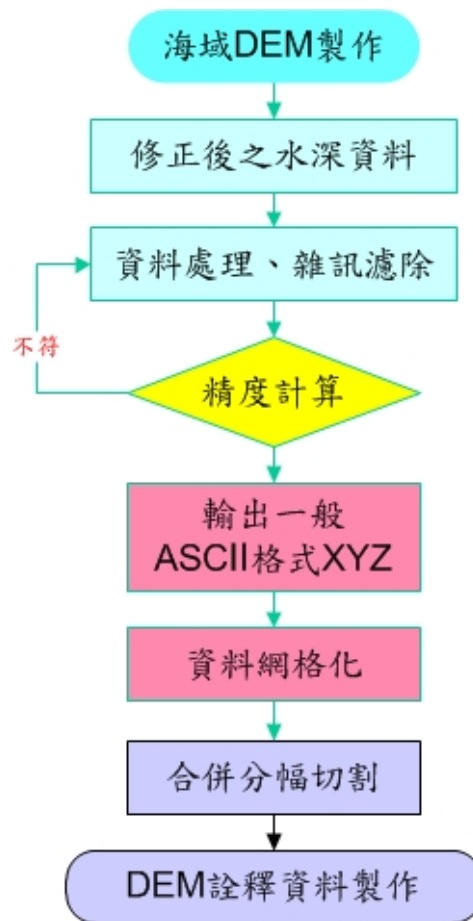 海域DEM製作
修正後之水深資料
資料處理、雜訊濾除
不符
精度計算
輸出一般
ASCII格式XYZ
資料網格化
合併分幅切割
DEM詮釋資料製作